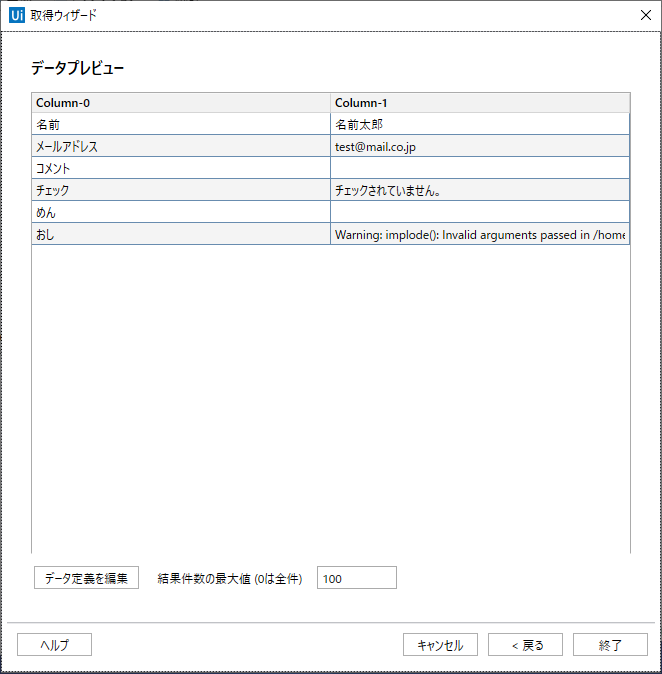 Ui 取得ウィザード
データプレビュー
Column-0 Column-1
名前 名前太郎
メールアドレス test@mail.co.jp
コメント
チェック チェックされていません。
めん
おし Warning: implode(): Invalid arguments passed in /home
データ定義を編集 結果件数の最大値 (0は全件) 100
ヘルプ キャンセル < 戻る 終了